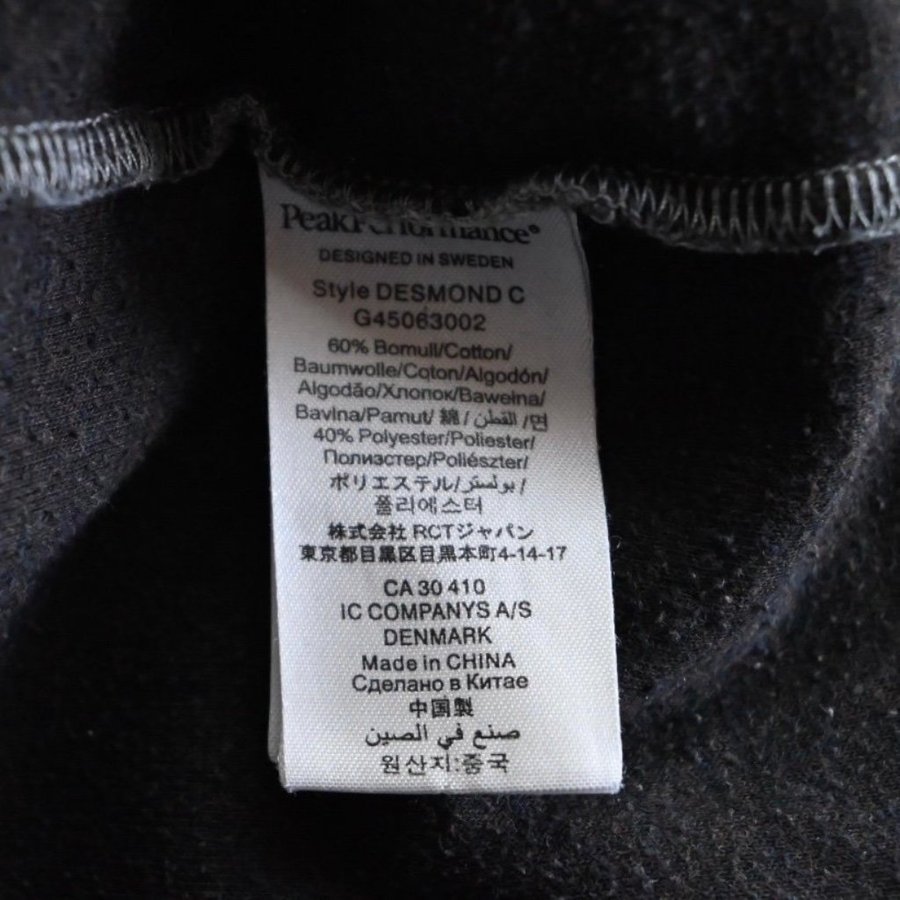 PeakPerformance®
DESIGNED IN SWEDEN
Style DESMOND C
G45063002
60% Bomull/Cotton/
Baumwolle/Coton/Algodón/
Algodão/Хлопок/Bawełna/
Bavlna/Pamut/ 綿 / القطن/면
40% Polyester/Poliester/
Полиэстер/Poliészter/
ポリエステル/بولستر/
폴리에스터
株式会社 RCTジャパン
東京都目黒区目黒本町4-14-17
CA 30 410
IC COMPANYS A/S
DENMARK
Made in CHINA
Сделано в Китае
中国製
صنع في الصين
원산지:중국